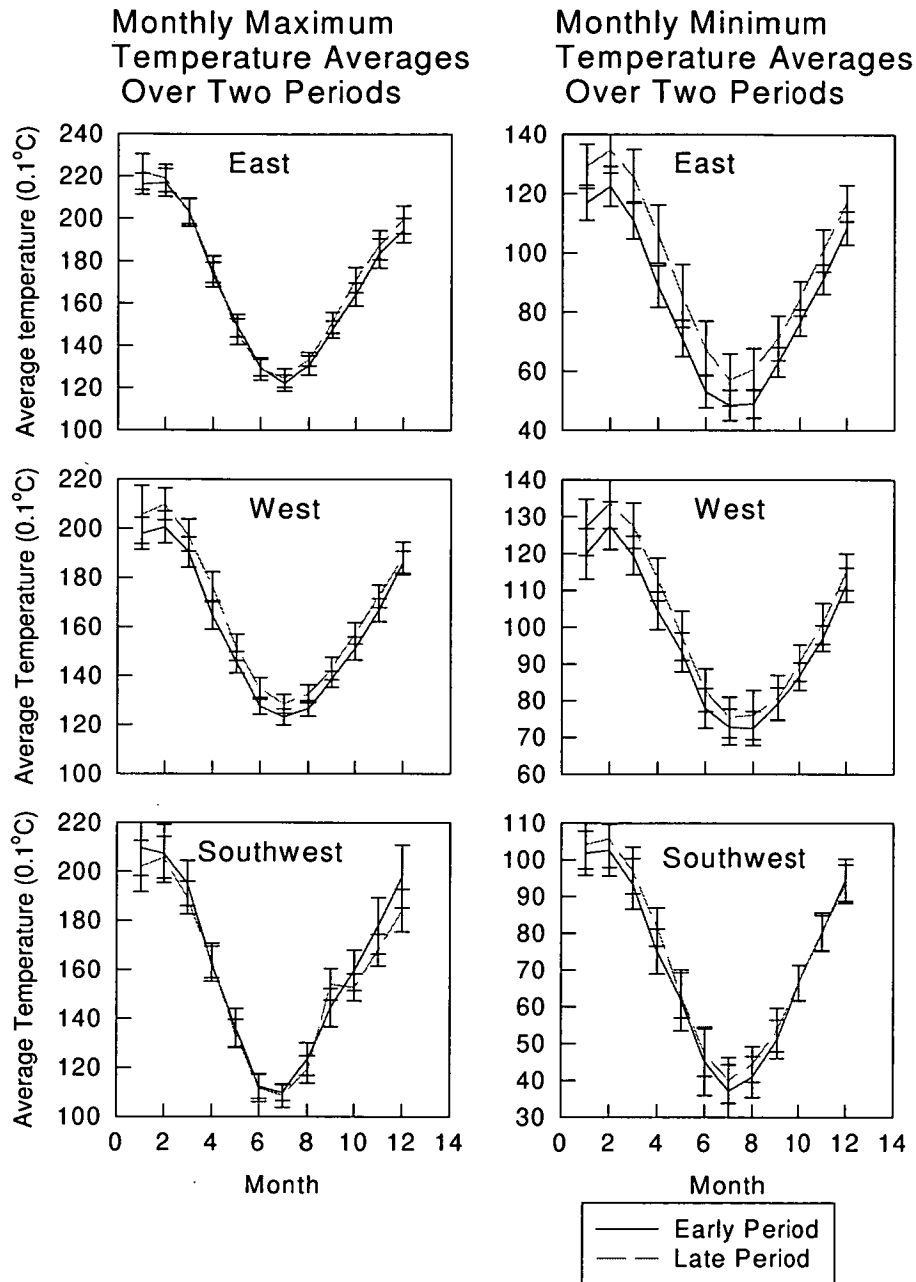 Monthly Maximum
Temperature Averages
Over Two Periods
Monthly Minimum
Temperature Averages
Over Two Periods
Average temperature (0.1°C)
240
220
200
180
160
140
120
100
East
140
120
100
80
60
40
East
Average Temperature (0.1°C)
220
200
180
160
140
120
100
West
140
130
120
110
100
90
80
70
60
West
Average Temperature (0.1°C)
220
200
180
160
140
120
100
Southwest
0 2 4 6 8 10 12 14
Month
110
100
90
80
70
60
50
40
30
Southwest
0 2 4 6 8 10 12 14
Month
Early Period
Late Period